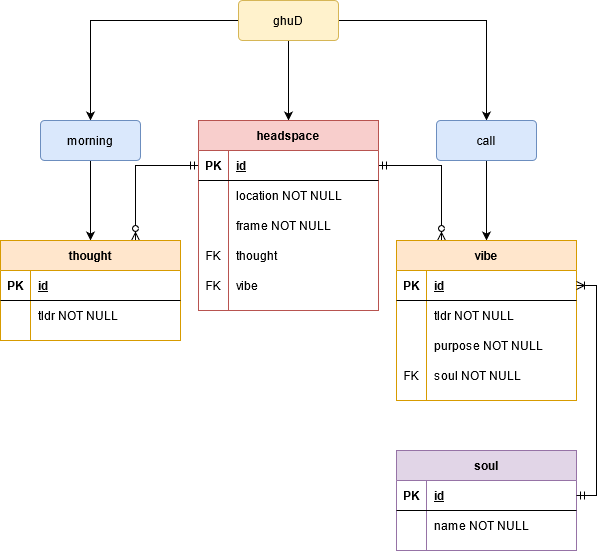 ghuD
morning
headspace
call
PK id
location NOT NULL
frame NOT NULL
FK thought
FK vibe
thought
PK id
tldr NOT NULL
vibe
PK id
tldr NOT NULL
purpose NOT NULL
FK soul NOT NULL
soul
PK id
name NOT NULL